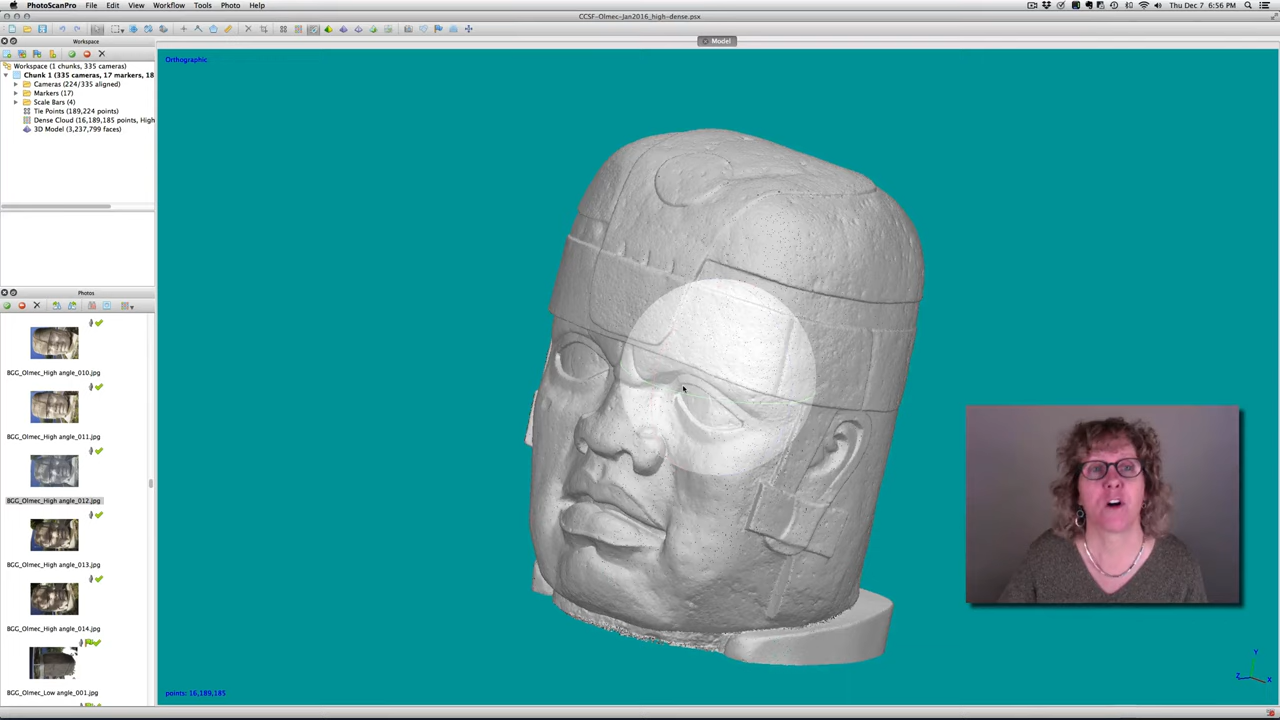 PhotoScanPro File Edit View Workflow Tools Photo Help
Thu Dec 7 6:56 PM
CCSF-Olmec-Jan2016_high-dense.psx
Workspace
Model
Workspace (1 chunks, 335 cameras)
Chunk 1 (335 cameras, 17 markers, 18
Cameras (224/335 aligned)
Markers (17)
Scale Bars (4)
Tie Points (189,224 points)
Dense Cloud (16,189,185 points, High
3D Model (3,237,799 faces)
Orthographic
Photos
BGG_Olmec_High angle_010.jpg
BGG_Olmec_High angle_011.jpg
BGG_Olmec_High angle_012.jpg
BGG_Olmec_High angle_013.jpg
BGG_Olmec_High angle_014.jpg
BGG_Olmec_Low angle_001.jpg
points: 16,189,185
Y
Z
X